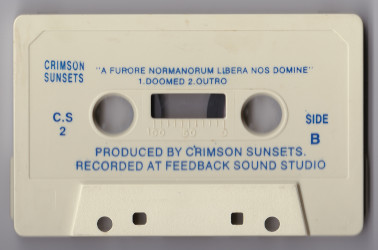 CRIMSON
SUNSETS
"A FURORE NORMANORUM LIBERA NOS DOMINE"
1.DOOMED 2.OUTRO
C.S
2
SIDE
B
100 50 0
PRODUCED BY CRIMSON SUNSETS.
RECORDED AT FEEDBACK SOUND STUDIO